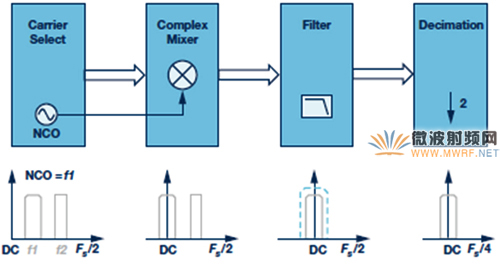 Carrier
Select
NCO
Complex
Mixer
Filter
Decimation
2
微波射频网
WWW.MWRF.NET
NCO = f1
DC f1 f2 Fs/2
DC Fs/2
DC Fs/2
DC Fs/4